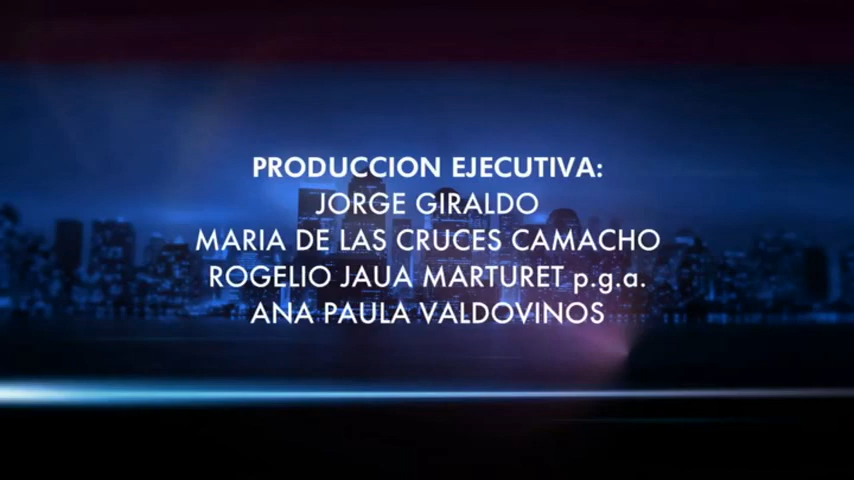 PRODUCCION EJECUTIVA:
JORGE GIRALDO
MARIA DE LAS CRUCES CAMACHO
ROGELIO JAUA MARTURET p.g.a.
ANA PAULA VALDOVINOS